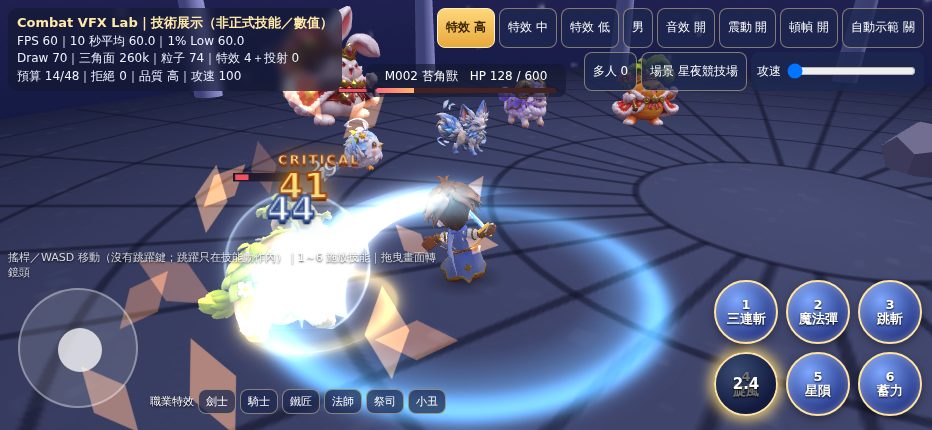 Combat VFX Lab｜技術展示（非正式技能／數值）
FPS 60｜10 秒平均 60.0｜1% Low 60.0
Draw 70｜三角面 260k｜粒子 74｜特效 4＋投射 0
預算 14/48｜拒絕 0｜品質 高｜攻速 100
特效 高
特效 中
特效 低
男
音效 開
震動 開
頓幀 開
自動示範 關
多人 0
場景 星夜競技場
攻速
M002 苔角獸 HP 128 / 600
CRITICAL
41
44
搖桿／WASD 移動（沒有跳躍鍵；跳躍只在技能動作內）｜1～6 施放技能｜拖曳畫面轉
鏡頭
1
三連斬
2
魔法彈
3
跳斬
4
2.4
旋風
5
星隕
6
蓄力
職業特效
劍士
騎士
鐵匠
法師
祭司
小丑